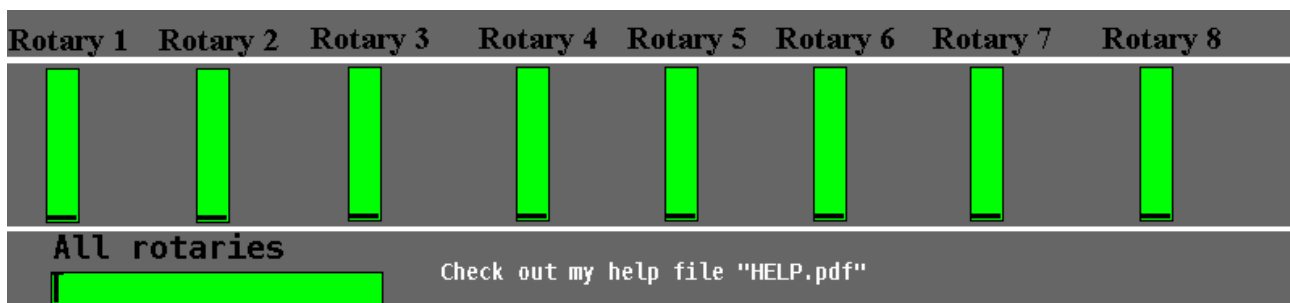 Rotary 1 Rotary 2 Rotary 3 Rotary 4 Rotary 5 Rotary 6 Rotary 7 Rotary 8
All rotaries
Check out my help file "HELP.pdf"